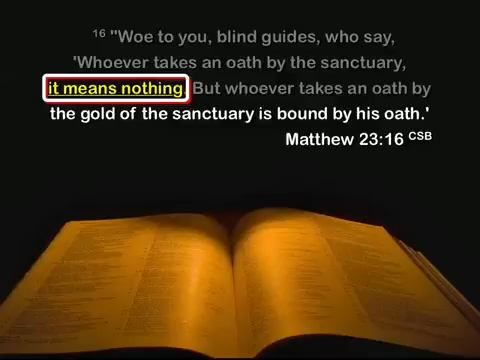 16 "Woe to you, blind guides, who say,
'Whoever takes an oath by the sanctuary,
it means nothing. But whoever takes an oath by
the gold of the sanctuary is bound by his oath.'
Matthew 23:16 CSB